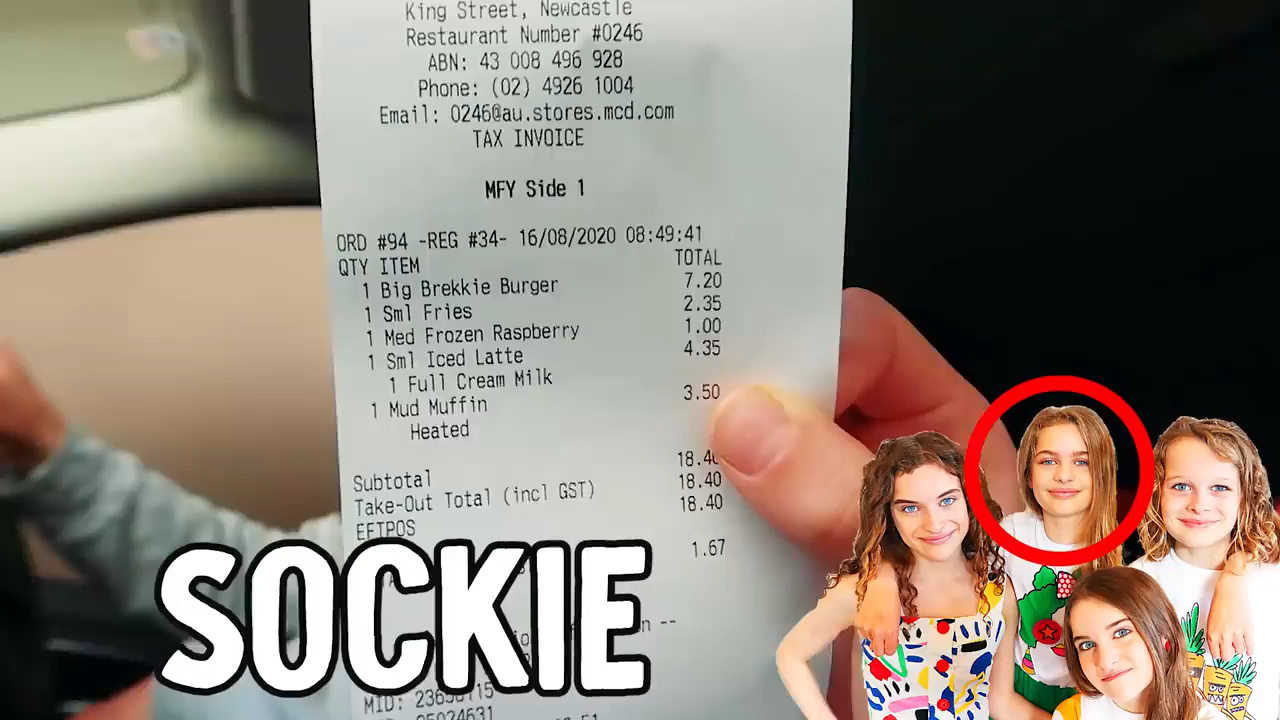 King Street, Newcastle
Restaurant Number #0246
ABN: 43 008 496 928
Phone: (02) 4926 1004
Email: 0246@au.stores.mcd.com
TAX INVOICE
MFY Side 1
ORD #94 -REG #34- 16/08/2020 08:49:41
QTY ITEM TOTAL
1 Big Brekkie Burger 7.20
1 Sml Fries 2.35
1 Med Frozen Raspberry 1.00
1 Sml Iced Latte 4.35
1 Full Cream Milk
1 Mud Muffin 3.50
Heated
Subtotal 18.40
Take-Out Total (incl GST) 18.40
EFTPOS 18.40
1.67
SOCKIE
MID: